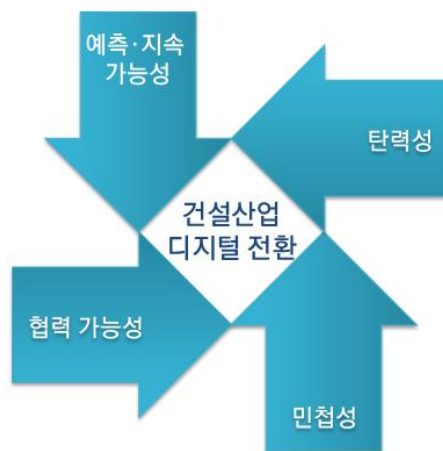 예측·지속
가능성
탄력성
건설산업
디지털 전환
협력 가능성
민첩성